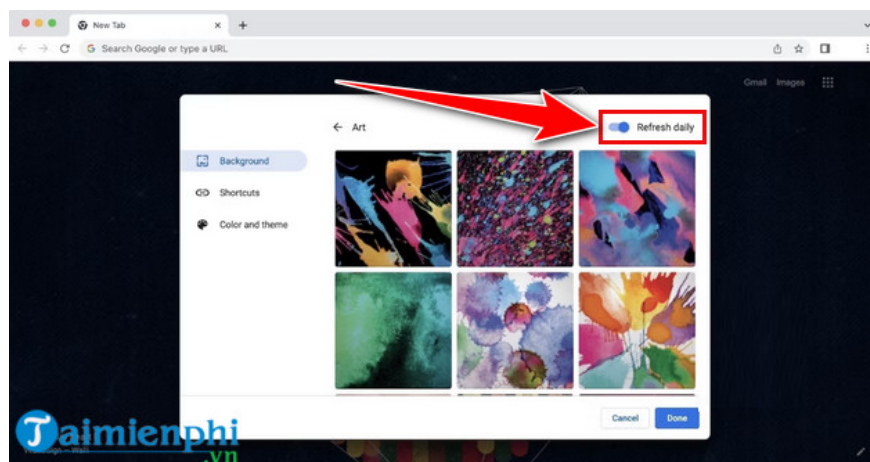 New Tab
Search Google or type a URL
Gmail Images
Art
Refresh daily
Background
Shortcuts
Color and theme
Cancel Done
Taimienphi
.vn